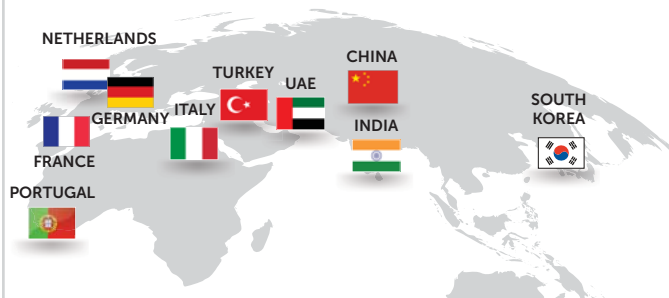 NETHERLANDS
GERMANY
FRANCE
PORTUGAL
ITALY
TURKEY
UAE
CHINA
INDIA
SOUTH
KOREA